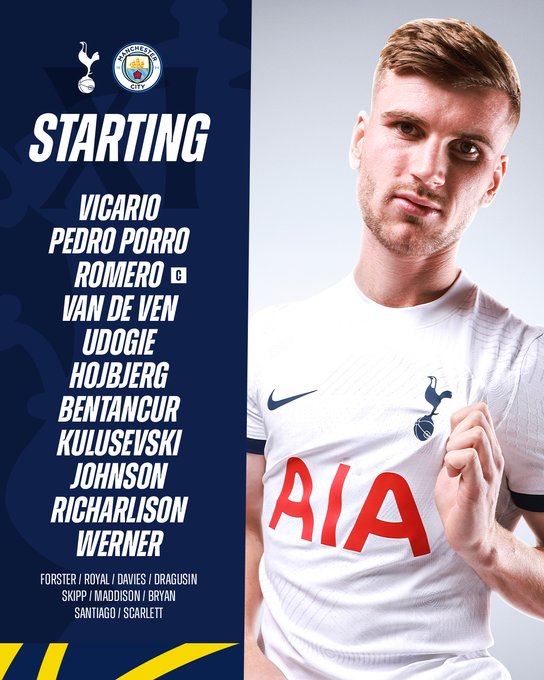 MANCHESTER
CITY
STARTING
VICARIO
PEDRO PORRO
ROMERO C
VAN DE VEN
UDOGIE
HOJBJERG
BENTANCUR
KULUSEVSKI
JOHNSON
RICHARLISON
WERNER
FORSTER / ROYAL / DAVIES / DRAGUSIN
SKIPP / MADDISON / BRYAN
SANTIAGO / SCARLETT
AIA